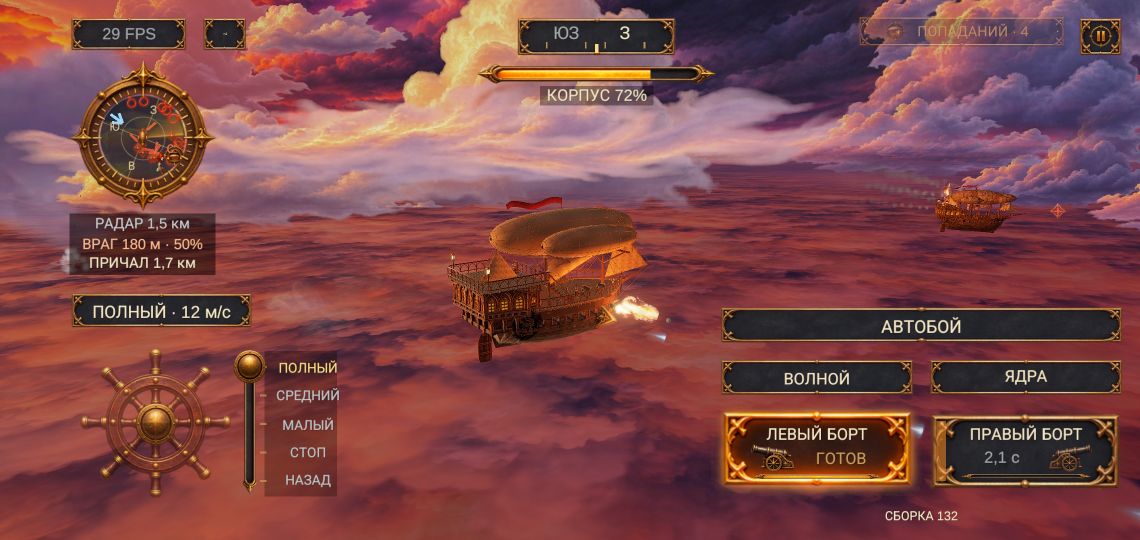 29 FPS
ЮЗ 3
ПОПАДАНИЙ · 4
КОРПУС 72%
З
Ю
В
РАДАР 1,5 км
ВРАГ 180 м · 50%
ПРИЧАЛ 1,7 км
ПОЛНЫЙ · 12 м/с
ПОЛНЫЙ
СРЕДНИЙ
МАЛЫЙ
СТОП
НАЗАД
АВТОБОЙ
ВОЛНОЙ
ЯДРА
ЛЕВЫЙ БОРТ
ГОТОВ
ПРАВЫЙ БОРТ
2,1 с
СБОРКА 132